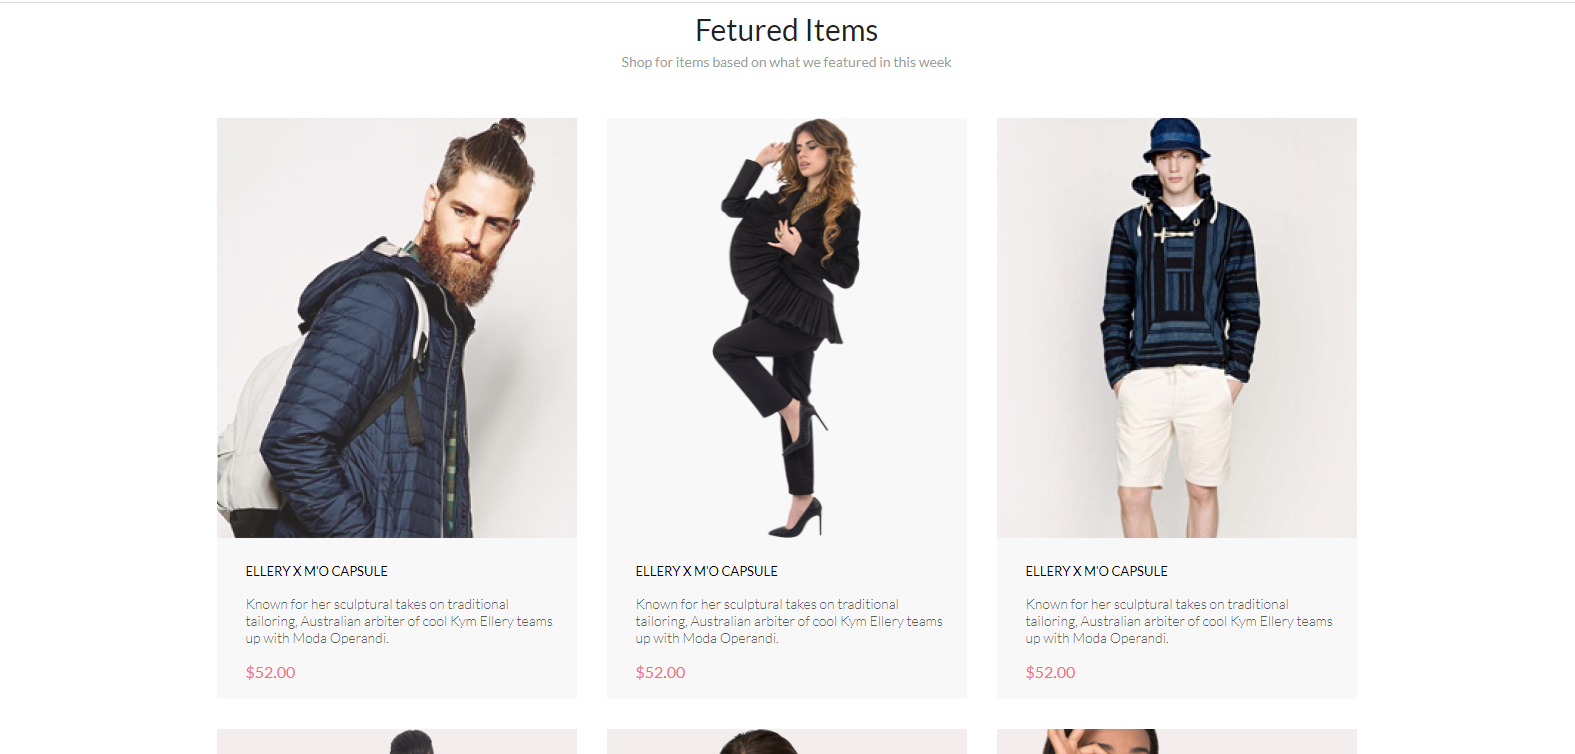 Fetured Items
Shop for items based on what we featured in this week
ELLERY X M'O CAPSULE
Known for her sculptural takes on traditional
tailoring, Australian arbiter of cool Kym Ellery teams
up with Moda Operandi.
$52.00
ELLERY X M'O CAPSULE
Known for her sculptural takes on traditional
tailoring, Australian arbiter of cool Kym Ellery teams
up with Moda Operandi.
$52.00
ELLERY X M'O CAPSULE
Known for her sculptural takes on traditional
tailoring, Australian arbiter of cool Kym Ellery teams
up with Moda Operandi.
$52.00